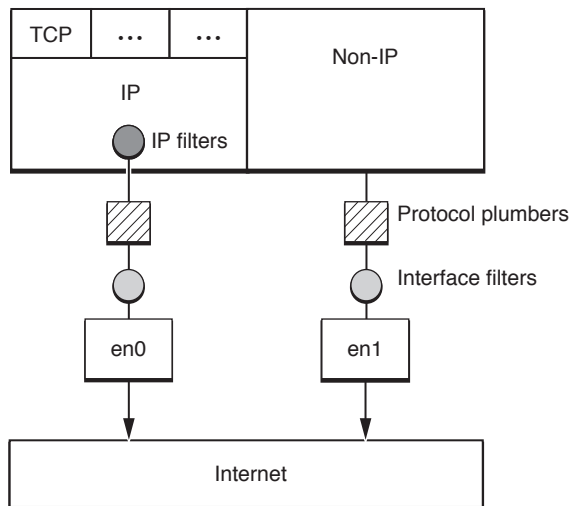 TCP
...
...
Non-IP
IP
IP filters
Protocol plumbers
Interface filters
en0
en1
Internet